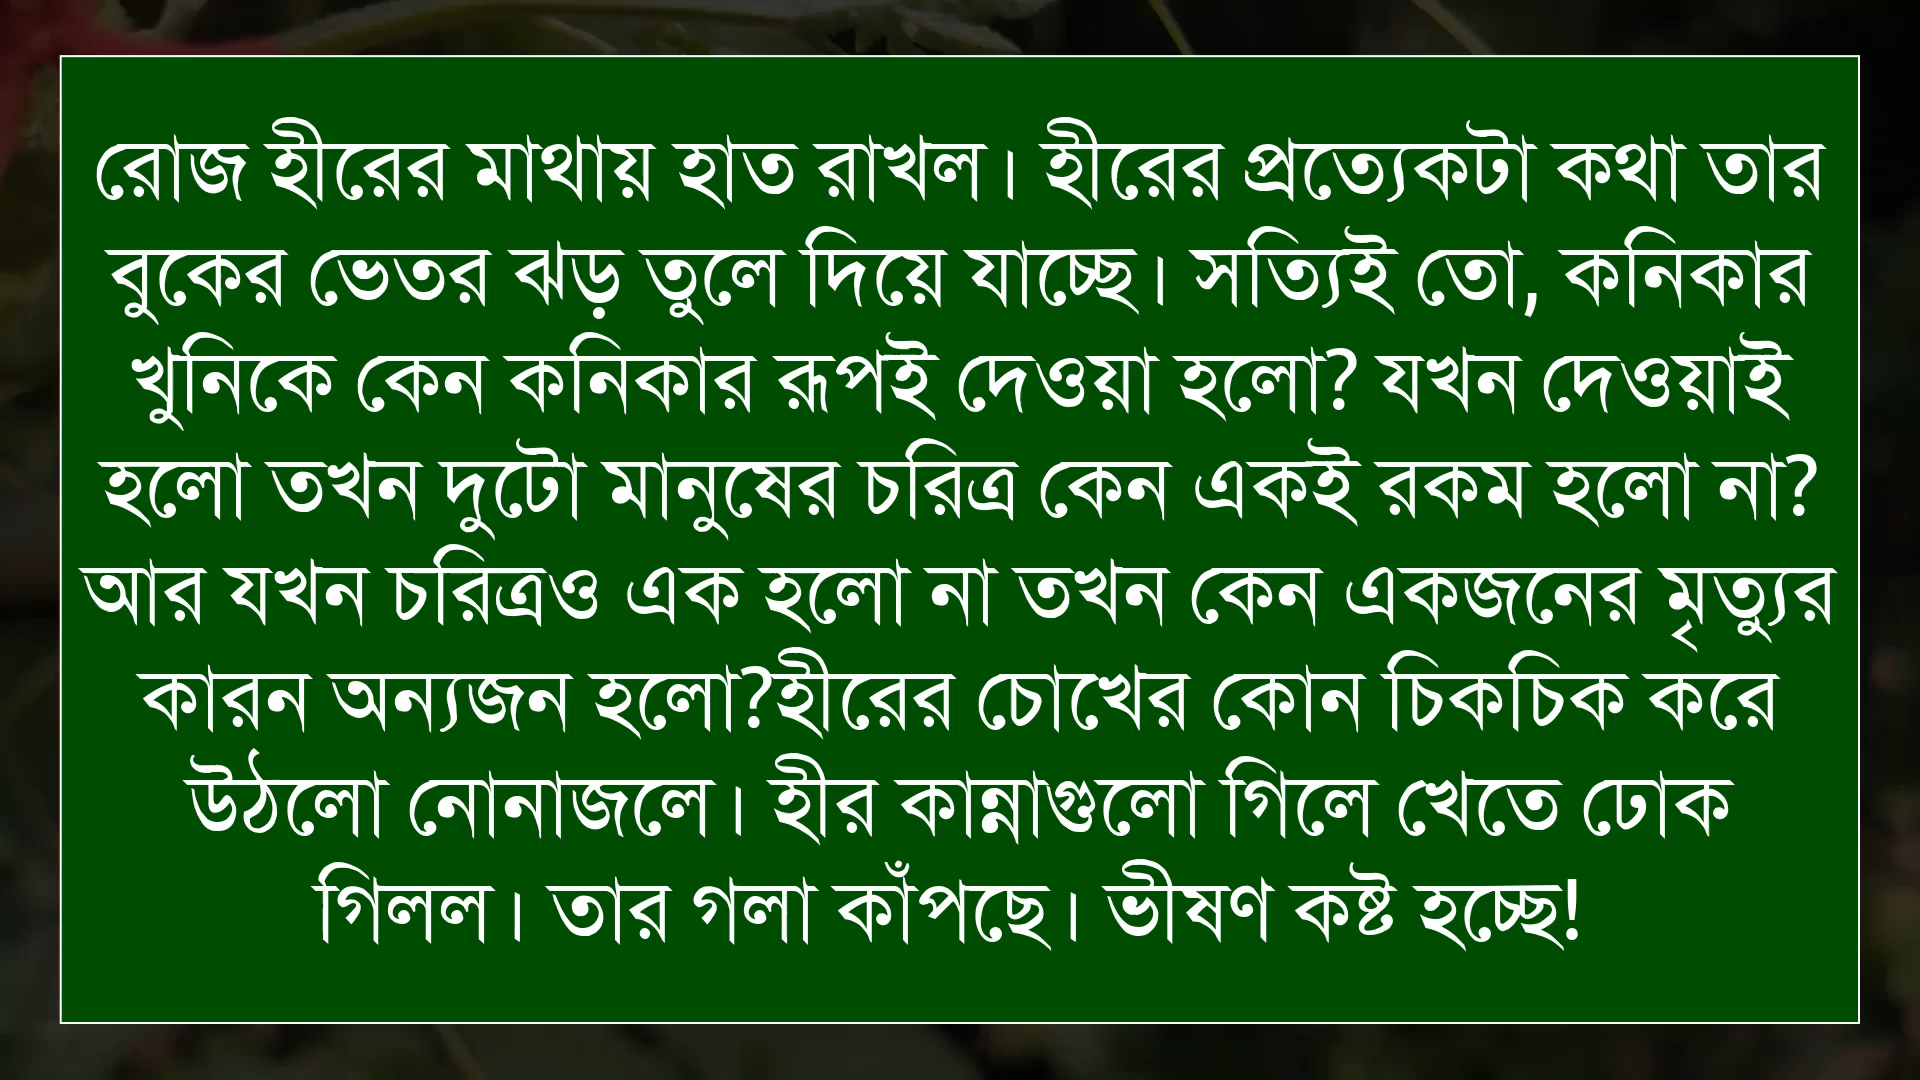 রোজ হীরের মাথায় হাত রাখল। হীরের প্রত্যেকটা কথা তার
বুকের ভেতর ঝড় তুলে দিয়ে যাচ্ছে। সত্যিই তো, কনিকার
খুনিকে কেন কনিকার রূপই দেওয়া হলো? যখন দেওয়াই
হলো তখন দুটো মানুষের চরিত্র কেন একই রকম হলো না?
আর যখন চরিত্রও এক হলো না তখন কেন একজনের মৃত্যুর
কারন অন্যজন হলো?হীরের চোখের কোন চিকচিক করে
উঠলো নোনাজলে। হীর কান্নাগুলো গিলে খেতে ঢোক
গিলল। তার গলা কাঁপছে। ভীষণ কষ্ট হচ্ছে!